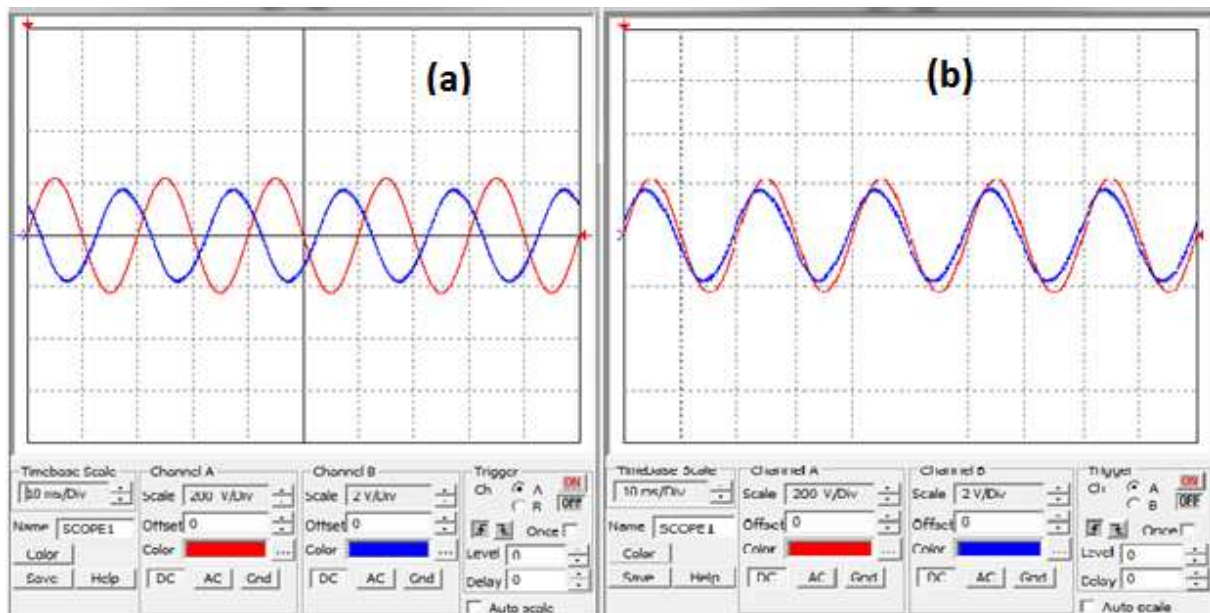 (a)
Timebase Scale
10 ms/Div
Name SCOPE1
Color
Save Help
Channel A
Scale 200 V/Div
Offset 0
Color ...
DC AC Gnd
Channel B
Scale 2 V/Div
Offset 0
Color ...
DC AC Gnd
Trigger
Ch A ON
B OFF
Once
Level 0
Delay 0
Auto scale
(b)
Timebase Scale
10 ms/Div
Name SCOPE1
Color
Save Help
Channel A
Scale 200 V/Div
Offset 0
Color ...
DC AC Gnd
Channel B
Scale 2 V/Div
Offset 0
Color ...
DC AC Gnd
Trigger
Ch A ON
B OFF
Once
Level 0
Delay 0
Auto scale